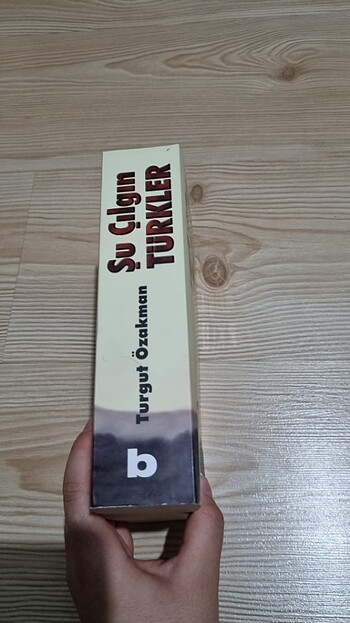 Şu Çılgın
TÜRKLER
Turgut Özakman
b